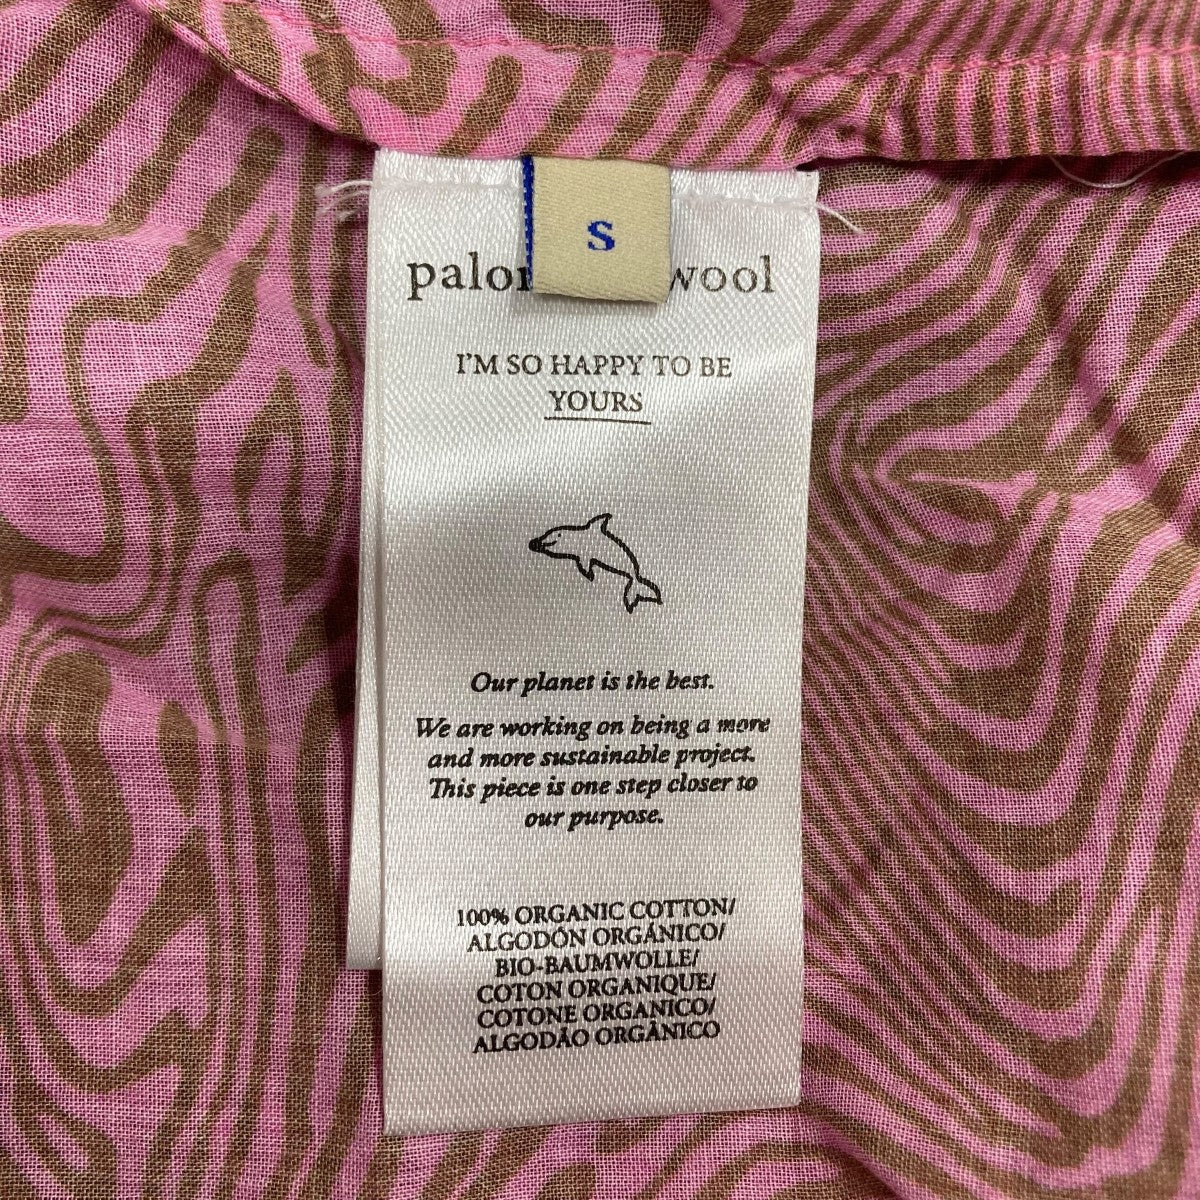 S
wool
I'M SO HAPPY TO BE
YOURS
Our planet is the best.
We are working on being a more
and more sustainable project.
This piece is one step closer to
our purpose.
100% ORGANIC COTTON/
ALGODÓN ORGÁNICO/
BIO-BAUMWOLLE/
COTON ORGANIQUE/
COTONE ORGANICO/
ALGODÃO ORGÂNICO